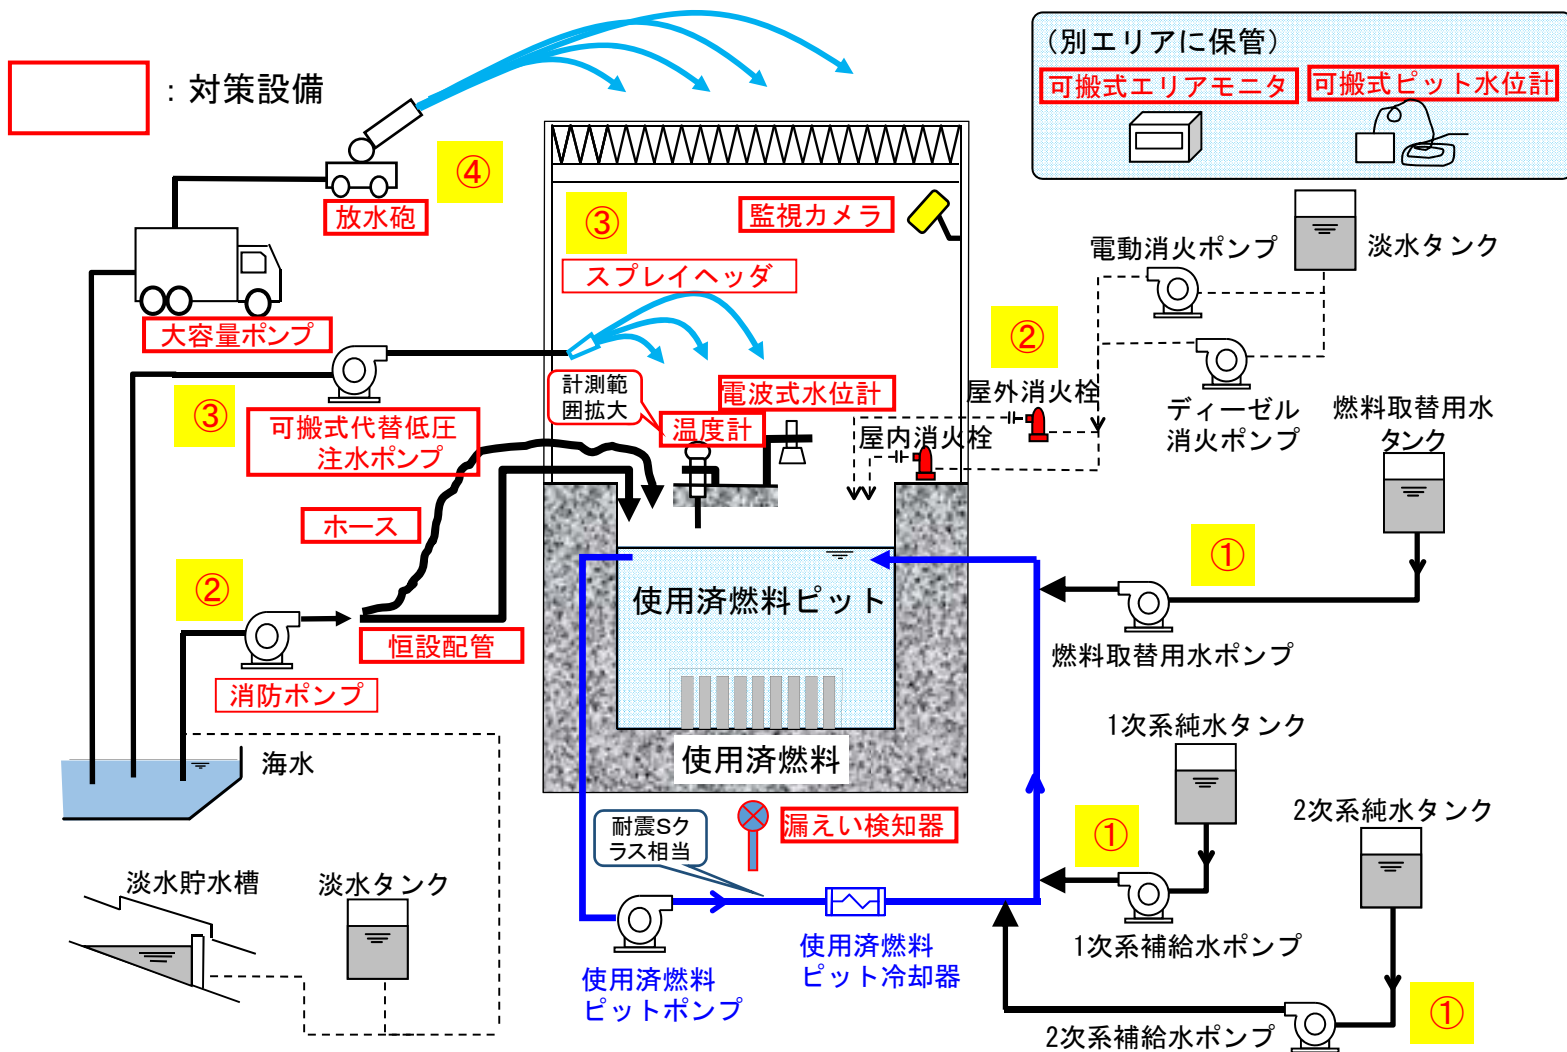 ：対策設備
（別エリアに保管）
可搬式エリアモニタ
可搬式ピット水位計
④
放水砲
③
スプレイヘッダ
監視カメラ
電動消火ポンプ
淡水タンク
大容量ポンプ
②
③
可搬式代替低圧
注水ポンプ
計測範
囲拡大
電波式水位計
温度計
屋外消火栓
屋内消火栓
ディーゼル
消火ポンプ
燃料取替用水
タンク
ホース
②
恒設配管
消防ポンプ
使用済燃料ピット
①
燃料取替用水ポンプ
海水
使用済燃料
1次系純水タンク
耐震Sク
ラス相当
漏えい検知器
①
2次系純水タンク
淡水貯水槽
淡水タンク
使用済燃料
ピットポンプ
使用済燃料
ピット冷却器
1次系補給水ポンプ
2次系補給水ポンプ
①